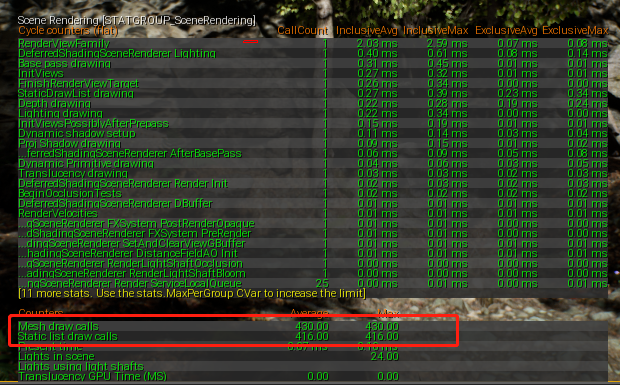 Scene Rendering [STATGROUP_SceneRendering]
Cycle counters (flat) CallCount InclusiveAvg InclusiveMax ExclusiveAvg ExclusiveMax
RenderViewFamily 1 2.03 ms 2.59 ms 0.07 ms 0.08 ms
DeferredShadingSceneRenderer Lighting 1 0.40 ms 0.61 ms 0.08 ms 0.14 ms
Base pass drawing 1 0.31 ms 0.45 ms 0.01 ms 0.01 ms
InitViews 1 0.27 ms 0.32 ms 0.01 ms 0.01 ms
FinishRenderViewTarget 1 0.26 ms 0.34 ms 0.00 ms 0.00 ms
StaticDrawList drawing 1 0.27 ms 0.39 ms 0.23 ms 0.34 ms
Depth drawing 1 0.22 ms 0.28 ms 0.19 ms 0.24 ms
Lighting drawing 1 0.22 ms 0.34 ms 0.00 ms 0.00 ms
InitViewsPossiblyAfterPrepass 1 0.15 ms 0.19 ms 0.01 ms 0.01 ms
Dynamic shadow setup 1 0.11 ms 0.14 ms 0.03 ms 0.04 ms
Proj Shadow drawing 1 0.09 ms 0.15 ms 0.01 ms 0.02 ms
...ferredShadingSceneRenderer AfterBasePass 1 0.06 ms 0.09 ms 0.05 ms 0.08 ms
Dynamic Primitive drawing 1 0.04 ms 0.06 ms 0.03 ms 0.05 ms
Translucency drawing 1 0.03 ms 0.03 ms 0.02 ms 0.03 ms
DeferredShadingSceneRenderer Render Init 1 0.02 ms 0.03 ms 0.02 ms 0.03 ms
BeginOcclusionTests 1 0.02 ms 0.02 ms 0.02 ms 0.02 ms
DeferredShadingSceneRenderer DBuffer 1 0.01 ms 0.01 ms 0.00 ms 0.00 ms
RenderVelocities 1 0.01 ms 0.01 ms 0.00 ms 0.01 ms
...gSceneRenderer FXSystem PostRenderOpaque 1 0.01 ms 0.01 ms 0.01 ms 0.01 ms
...dShadingSceneRenderer FXSystem PreRender 1 0.01 ms 0.01 ms 0.01 ms 0.01 ms
...dingSceneRenderer SetAndClearViewGBuffer 1 0.01 ms 0.01 ms 0.01 ms 0.01 ms
...hadingSceneRenderer DistanceFieldAO Init 1 0.01 ms 0.01 ms 0.01 ms 0.01 ms
...gSceneRenderer RenderLightShaftOcclusion 1 0.00 ms 0.01 ms 0.00 ms 0.01 ms
...adingSceneRenderer RenderLightShaftBloom 1 0.00 ms 0.01 ms 0.00 ms 0.01 ms
...ngSceneRenderer Render ServiceLocalQueue 25 0.00 ms 0.01 ms 0.00 ms 0.01 ms
[11 more stats. Use the stats.MaxPerGroup CVar to increase the limit]
Counters Average Max
Mesh draw calls 430.00 430.00
Static list draw calls 416.00 416.00
Present time
Lights in scene 24.00
Lights using light shafts
Translucency GPU Time (MS) 0.00 0.00